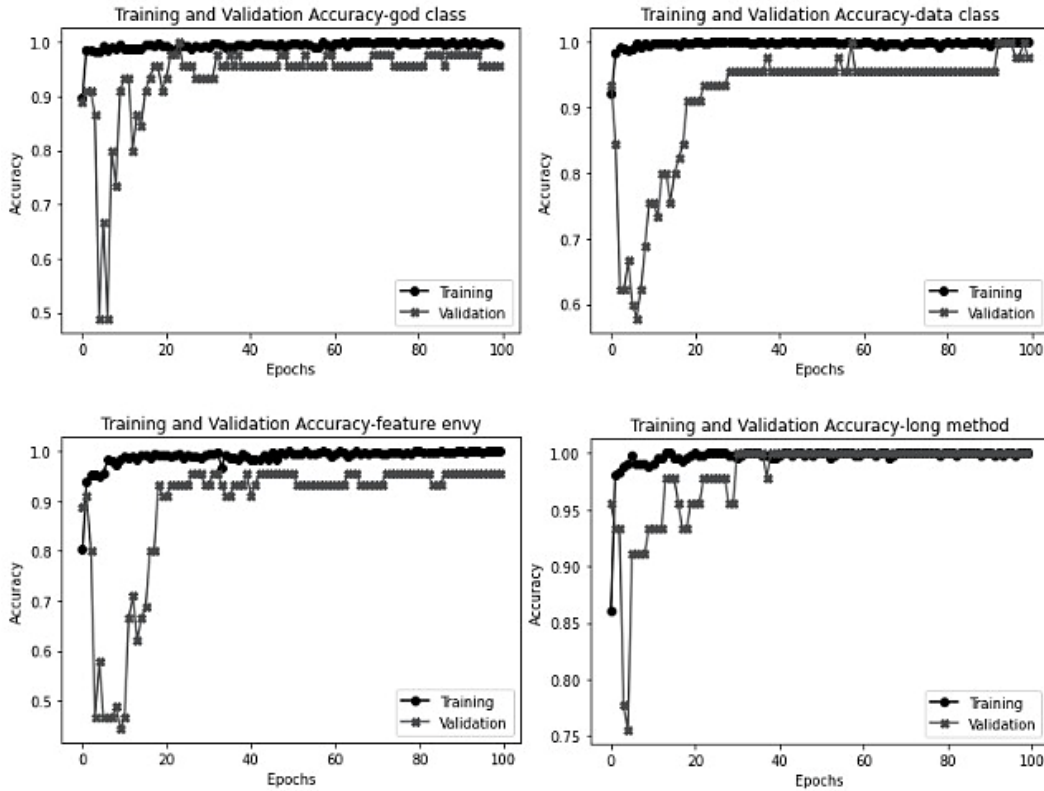 Training and Validation Accuracy-god class
1.0
0.9
0.8
0.7
0.6
0.5
Accuracy
Training
Validation
0
20
40
60
80
100
Epochs
Training and Validation Accuracy-data class
1.0
0.9
0.8
0.7
0.6
Accuracy
Training
Validation
0
20
40
60
80
100
Epochs
Training and Validation Accuracy-feature envy
1.0
0.9
0.8
0.7
0.6
0.5
Accuracy
Training
Validation
0
20
40
60
80
100
Epochs
Training and Validation Accuracy-long method
1.00
0.95
0.90
0.85
0.80
0.75
Accuracy
Training
Validation
0
20
40
60
80
100
Epochs